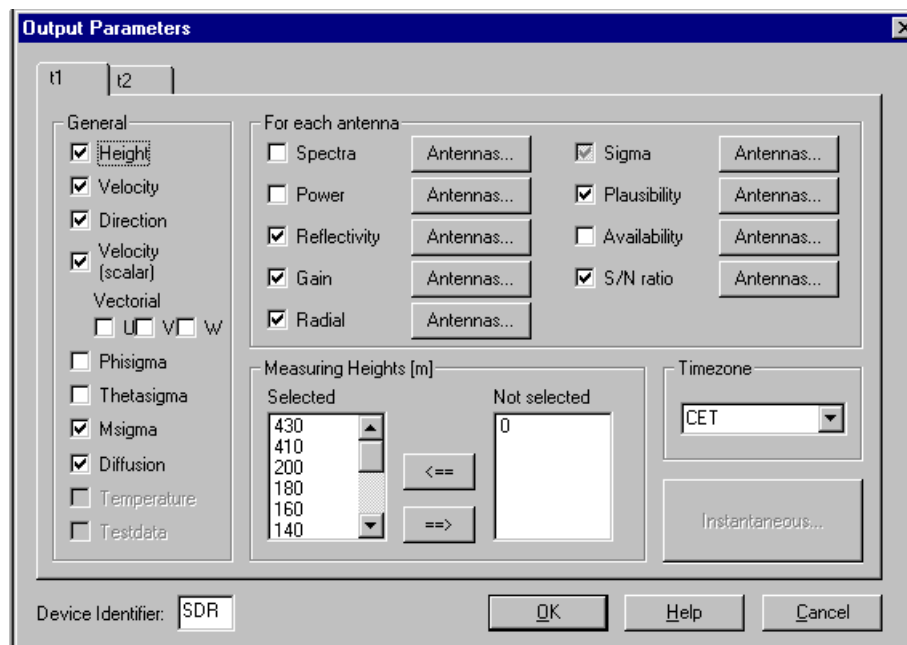 Output Parameters
t1
t2
General
Height
Velocity
Direction
Velocity
(scalar)
Vectorial
U V W
Phisigma
Thetasigma
Msigma
Diffusion
Temperature
Testdata
For each antenna
Spectra Antennas... Sigma Antennas...
Power Antennas... Plausibility Antennas...
Reflectivity Antennas... Availability Antennas...
Gain Antennas... S/N ratio Antennas...
Radial Antennas...
Measuring Heights [m]
Selected
430
410
200
180
160
140
<==
==>
Not selected
0
Timezone
CET
Instantaneous...
Device Identifier: SDR
OK Help Cancel